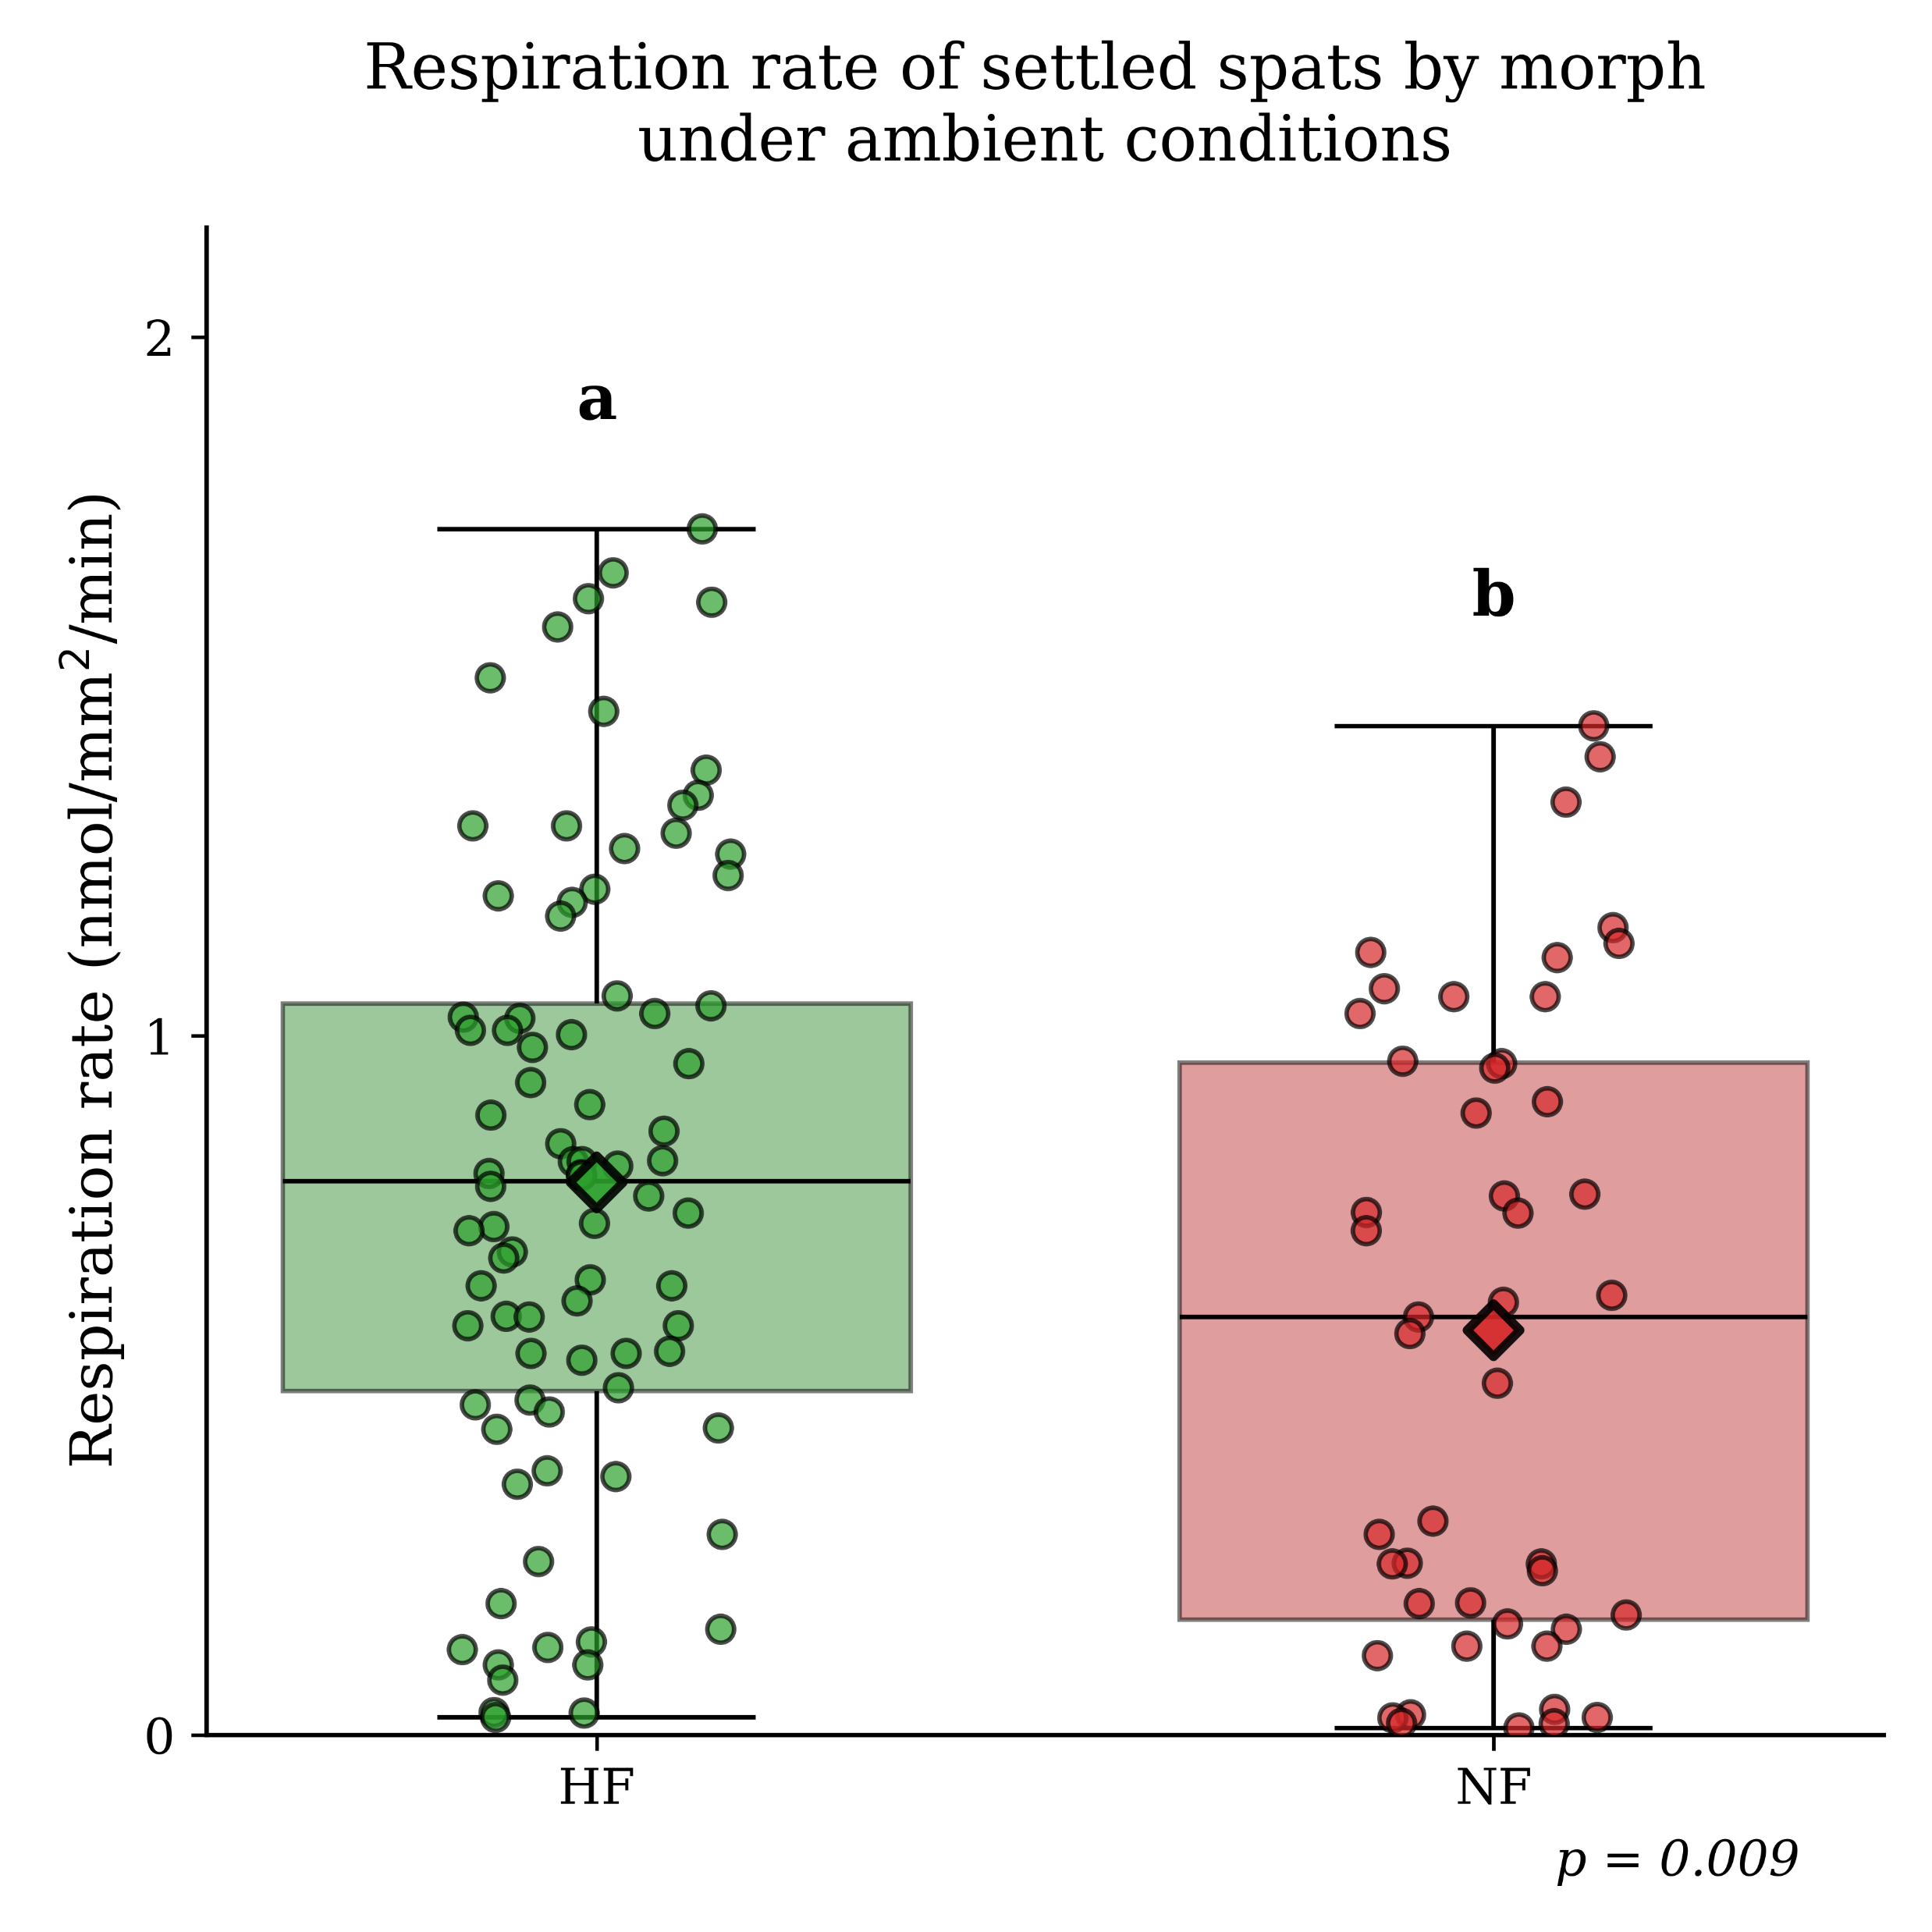 Respiration rate of settled spats by morph
under ambient conditions
Respiration rate (nmol/mm²/min)
2
1
0
a
b
HF
NF
p = 0.009